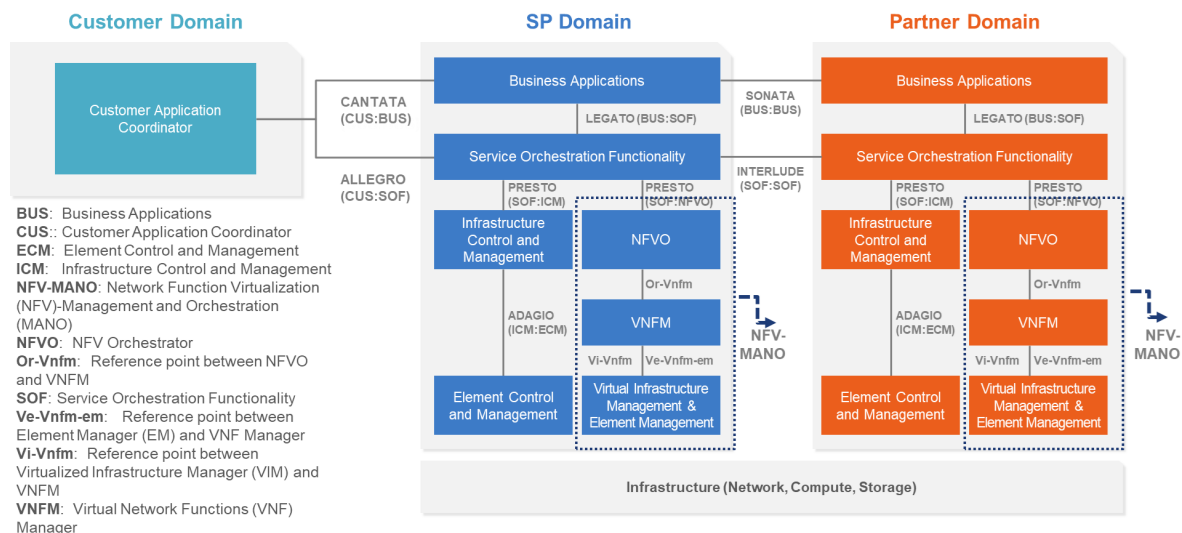 Customer Domain
SP Domain
Partner Domain
Customer Application
Coordinator
CANTATA
(CUS:BUS)
ALLEGRO
(CUS:SOF)
Business Applications
LEGATO (BUS:SOF)
Service Orchestration Functionality
PRESTO
(SOF:ICM)
PRESTO
(SOF:NFVO)
Infrastructure
Control and
Management
NFVO
Or-Vnfm
ADAGIO
(ICM:ECM)
VNFM
Vi-Vnfm
Ve-Vnfm-em
Element Control
and Management
Virtual Infrastructure
Management &
Element Management
NFV-
MANO
SONATA
(BUS:BUS)
INTERLUDE
(SOF:SOF)
Business Applications
LEGATO (BUS:SOF)
Service Orchestration Functionality
PRESTO
(SOF:ICM)
PRESTO
(SOF:NFVO)
Infrastructure
Control and
Management
NFVO
Or-Vnfm
ADAGIO
(ICM:ECM)
VNFM
Vi-Vnfm
Ve-Vnfm-em
Element Control
and Management
Virtual Infrastructure
Management &
Element Management
NFV-
MANO
Infrastructure (Network, Compute, Storage)
BUS: Business Applications
CUS:: Customer Application Coordinator
ECM: Element Control and Management
ICM: Infrastructure Control and Management
NFV-MANO: Network Function Virtualization
(NFV)-Management and Orchestration
(MANO)
NFVO: NFV Orchestrator
Or-Vnfm: Reference point between NFVO
and VNFM
SOF: Service Orchestration Functionality
Ve-Vnfm-em: Reference point between
Element Manager (EM) and VNF Manager
Vi-Vnfm: Reference point between
Virtualized Infrastructure Manager (VIM) and
VNFM
VNFM: Virtual Network Functions (VNF)
Manager